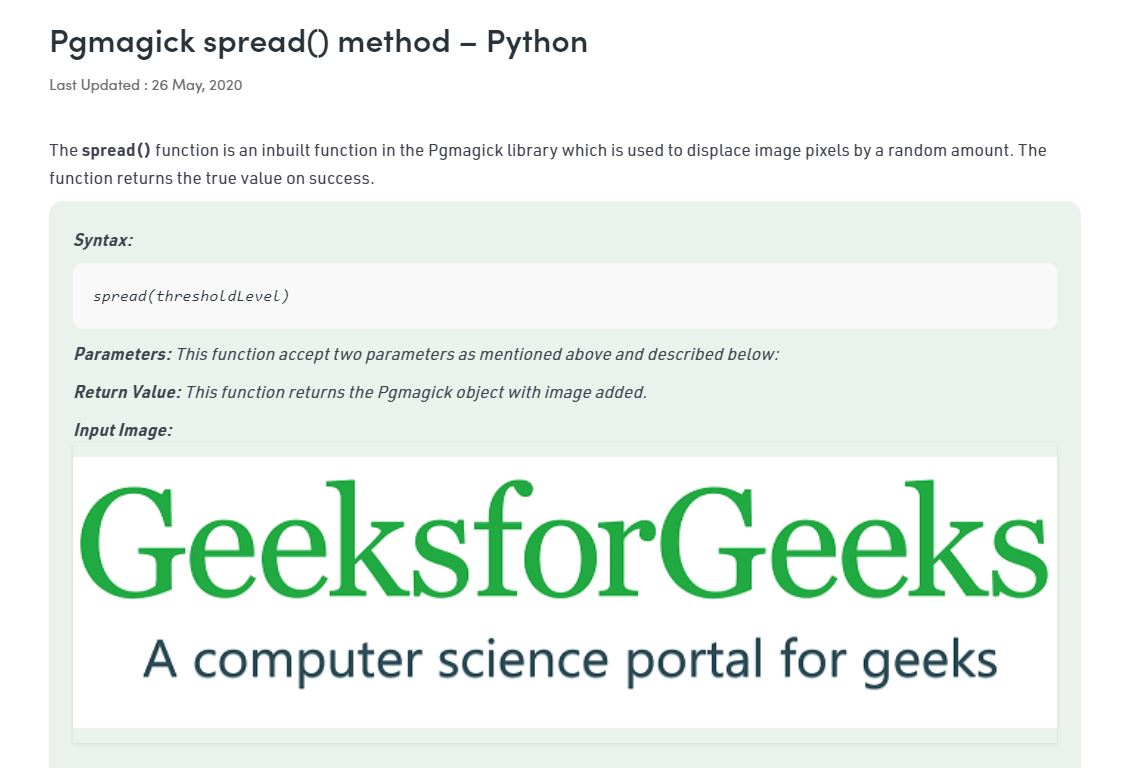 Pgmagick spread() method – Python
Last Updated : 26 May, 2020
The spread() function is an inbuilt function in the Pgmagick library which is used to displace image pixels by a random amount. The
function returns the true value on success.
Syntax:
spread(thresholdLevel)
Parameters: This function accept two parameters as mentioned above and described below:
Return Value: This function returns the Pgmagick object with image added.
Input Image:
GeeksforGeeks
A computer science portal for geeks